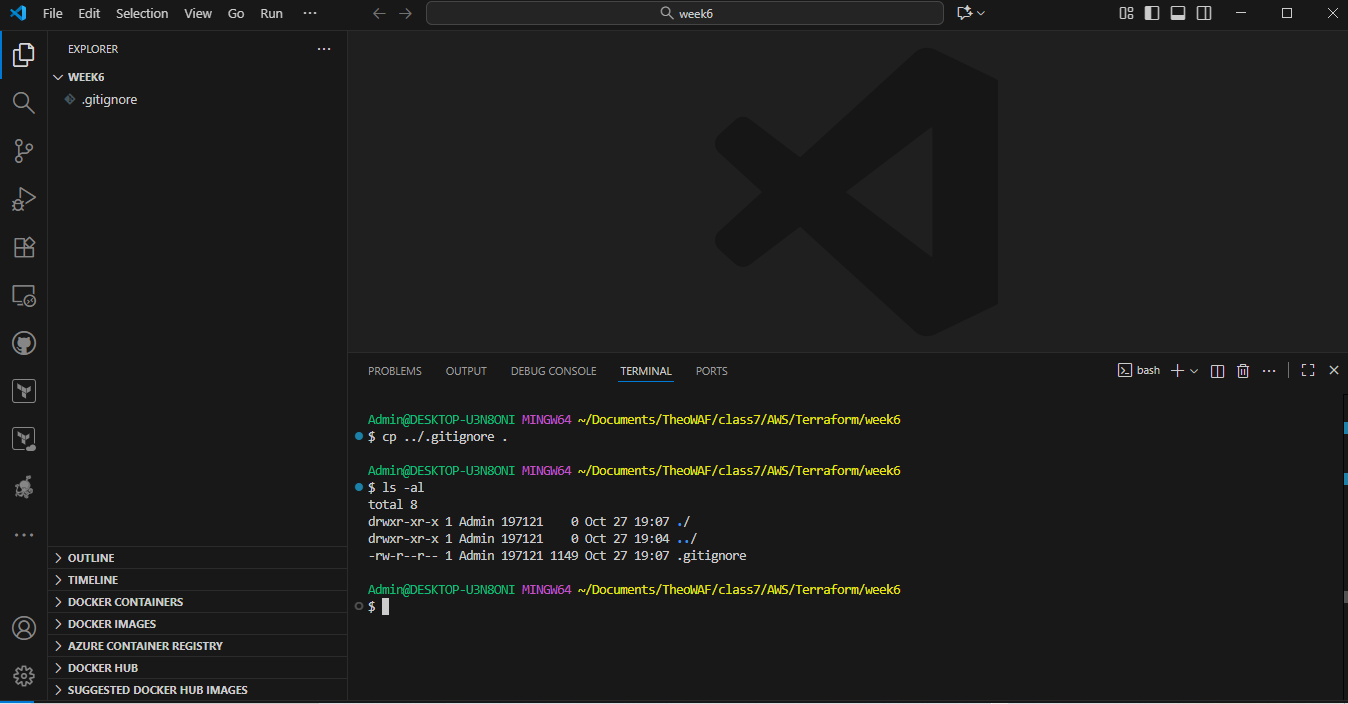 File Edit Selection View Go Run ···
week6
EXPLORER ···
WEEK6
.gitignore
OUTLINE
TIMELINE
DOCKER CONTAINERS
DOCKER IMAGES
AZURE CONTAINER REGISTRY
DOCKER HUB
SUGGESTED DOCKER HUB IMAGES
PROBLEMS OUTPUT DEBUG CONSOLE TERMINAL PORTS
bash
Admin@DESKTOP-U3N8ONI MINGW64 ~/Documents/TheoWAF/class7/AWS/Terraform/week6
$ cp ../.gitignore .
Admin@DESKTOP-U3N8ONI MINGW64 ~/Documents/TheoWAF/class7/AWS/Terraform/week6
$ ls -al
total 8
drwxr-xr-x 1 Admin 197121    0 Oct 27 19:07 ./
drwxr-xr-x 1 Admin 197121    0 Oct 27 19:04 ../
-rw-r--r-- 1 Admin 197121 1149 Oct 27 19:07 .gitignore
Admin@DESKTOP-U3N8ONI MINGW64 ~/Documents/TheoWAF/class7/AWS/Terraform/week6
$